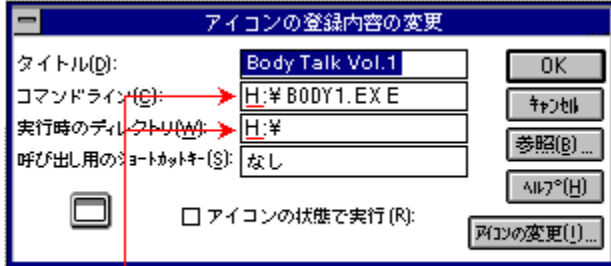 アイコンの登録内容の変更
タイトル(D):
Body Talk Vol.1
OK
コマンドライン(C):
H:¥BODY1.EXE
キャンセル
実行時のディレクトリ(W):
H:¥
参照(B)...
呼び出し用のショートカットキー(S):
なし
ヘルプ(H)
アイコンの状態で実行(R):
アイコンの変更(I)...